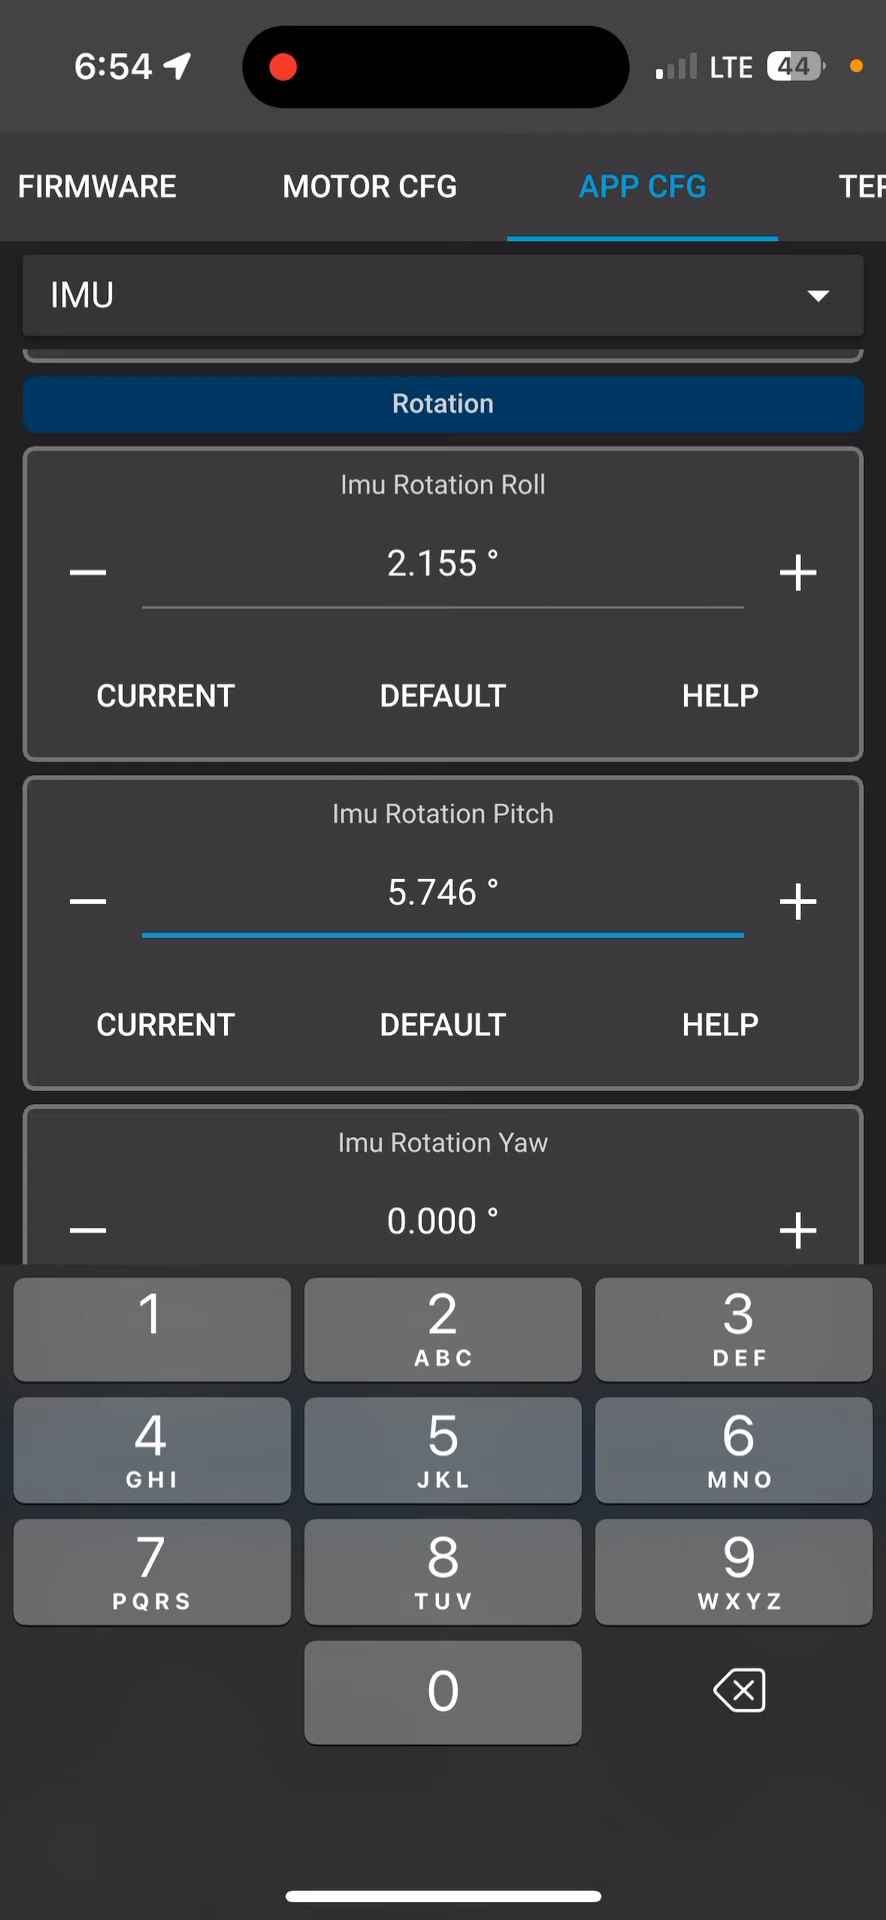 6:54
LTE
44
FIRMWARE
MOTOR CFG
APP CFG
TER
IMU
Rotation
Imu Rotation Roll
2.155 °
CURRENT
DEFAULT
HELP
Imu Rotation Pitch
5.746 °
CURRENT
DEFAULT
HELP
Imu Rotation Yaw
0.000 °
1
2
ABC
3
DEF
4
GHI
5
JKL
6
MNO
7
PQRS
8
TUV
9
WXYZ
0